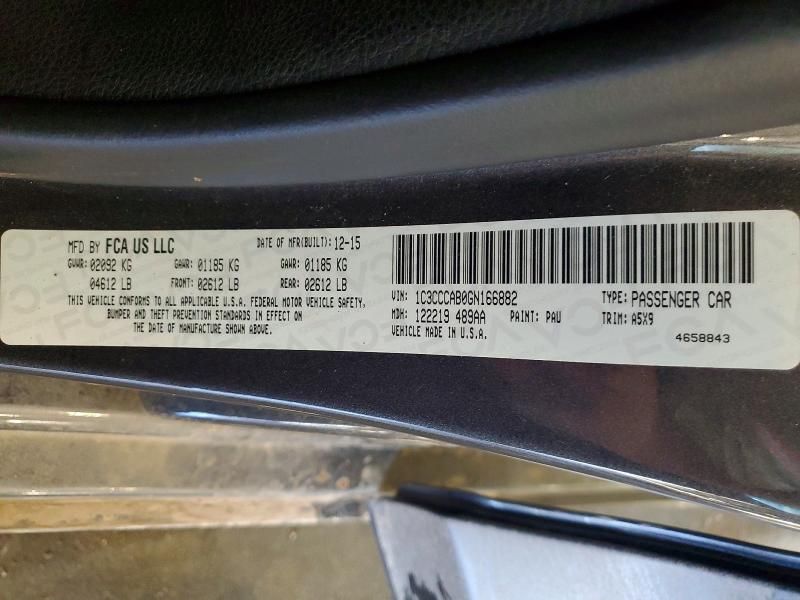 MFD BY FCA US LLC DATE OF MFR(BUILT): 12-15
GVWR: 02092 KG GAWR: 01185 KG GAWR: 01185 KG
04612 LB FRONT: 02612 LB REAR: 02612 LB
THIS VEHICLE CONFORMS TO ALL APPLICABLE U.S.A. FEDERAL MOTOR VEHICLE SAFETY,
BUMPER AND THEFT PREVENTION STANDARDS IN EFFECT ON
THE DATE OF MANUFACTURE SHOWN ABOVE.
VIN: 1C3CCCAB0GN166882 TYPE: PASSENGER CAR
MDH: 122219 489AA PAINT: PAU TRIM: A5X9
VEHICLE MADE IN U.S.A. 4658843